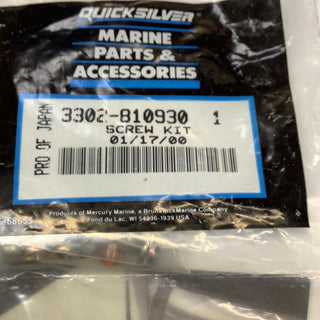 QUICKSILVER
MARINE
PARTS &
ACCESSORIES
3302-810930 1
SCREW KIT
01/17/00
PRO OF JAPAN
Products of Mercury Marine, a Brunswick Marine Company
Fond du Lac, WI 54936-1939 USA